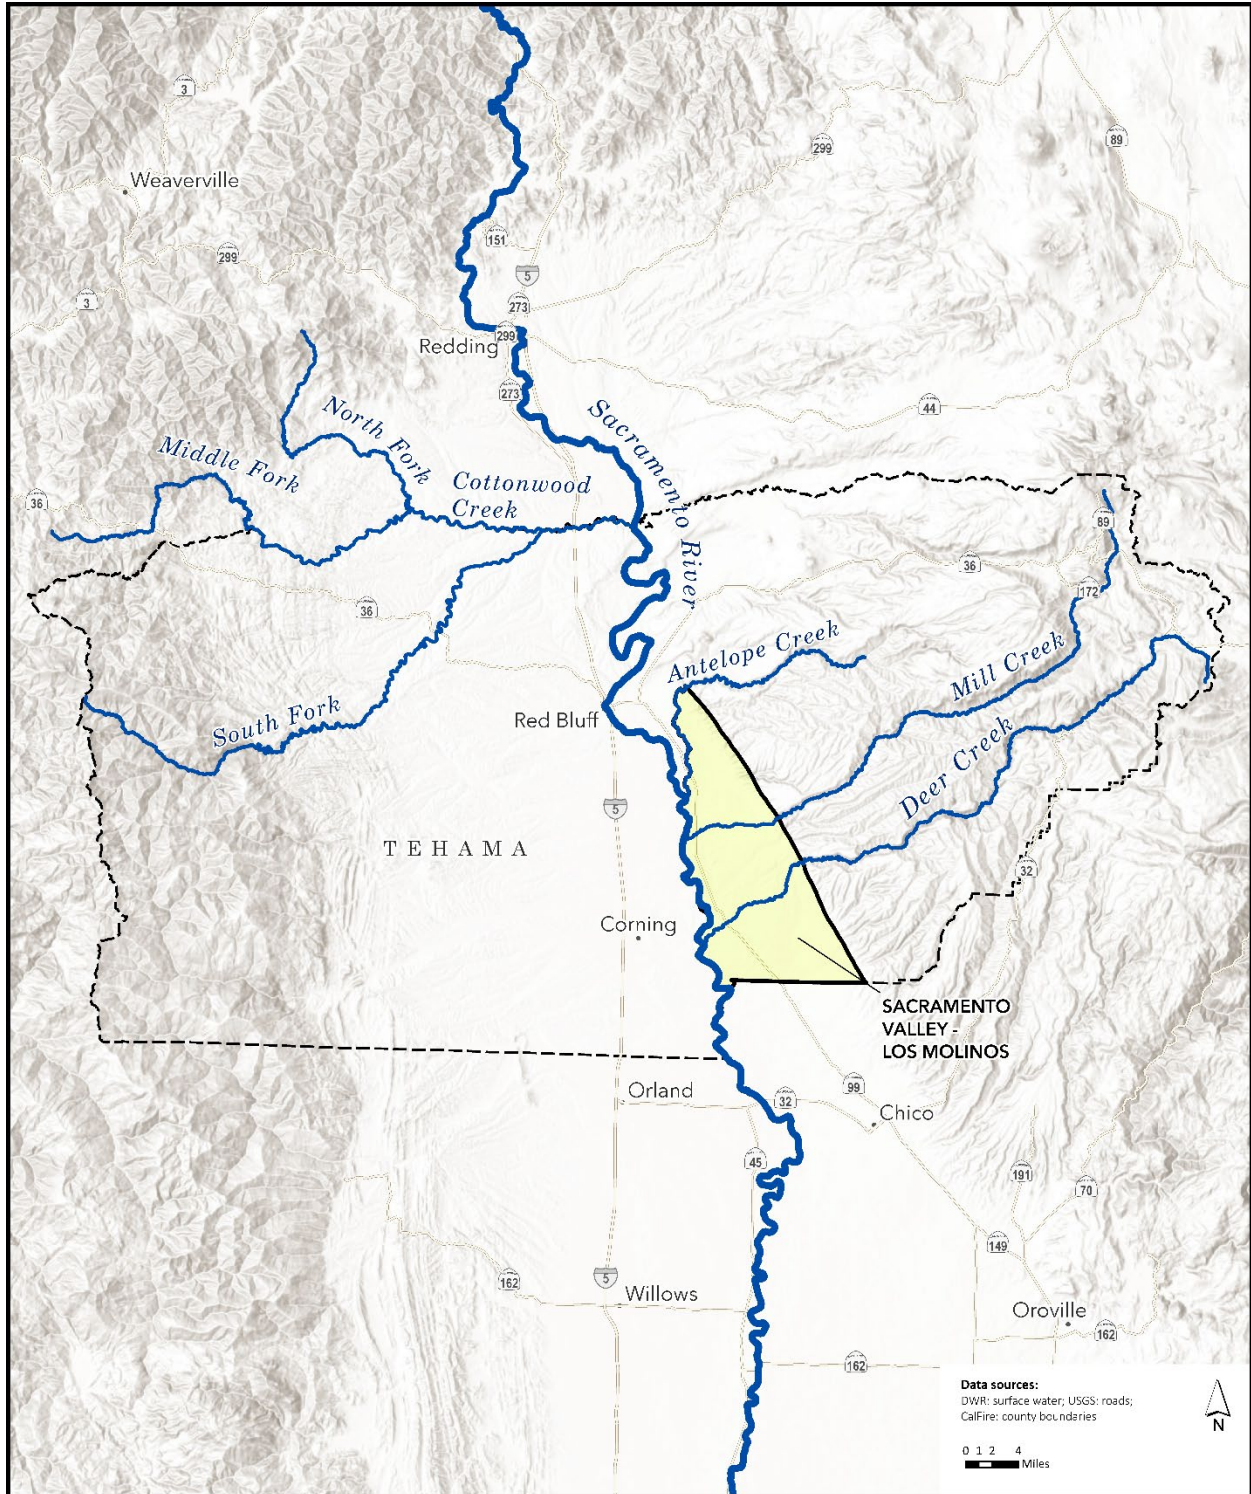 3
89
299
Weaverville
151
299
5
3
273
299
Redding
273
44
Sacramento River
North Fork
Middle Fork
Cottonwood
Creek
36
89
36
172
36
Antelope Creek
Mill Creek
South Fork
Red Bluff
Deer Creek
5
TEHAMA
32
Corning
SACRAMENTO
VALLEY -
LOS MOLINOS
99
Orland
32
Chico
45
191
70
149
5
162
Willows
Oroville
162
162
Data sources:
DWR: surface water; USGS: roads;
CalFire: county boundaries
N
0 1 2 4
Miles